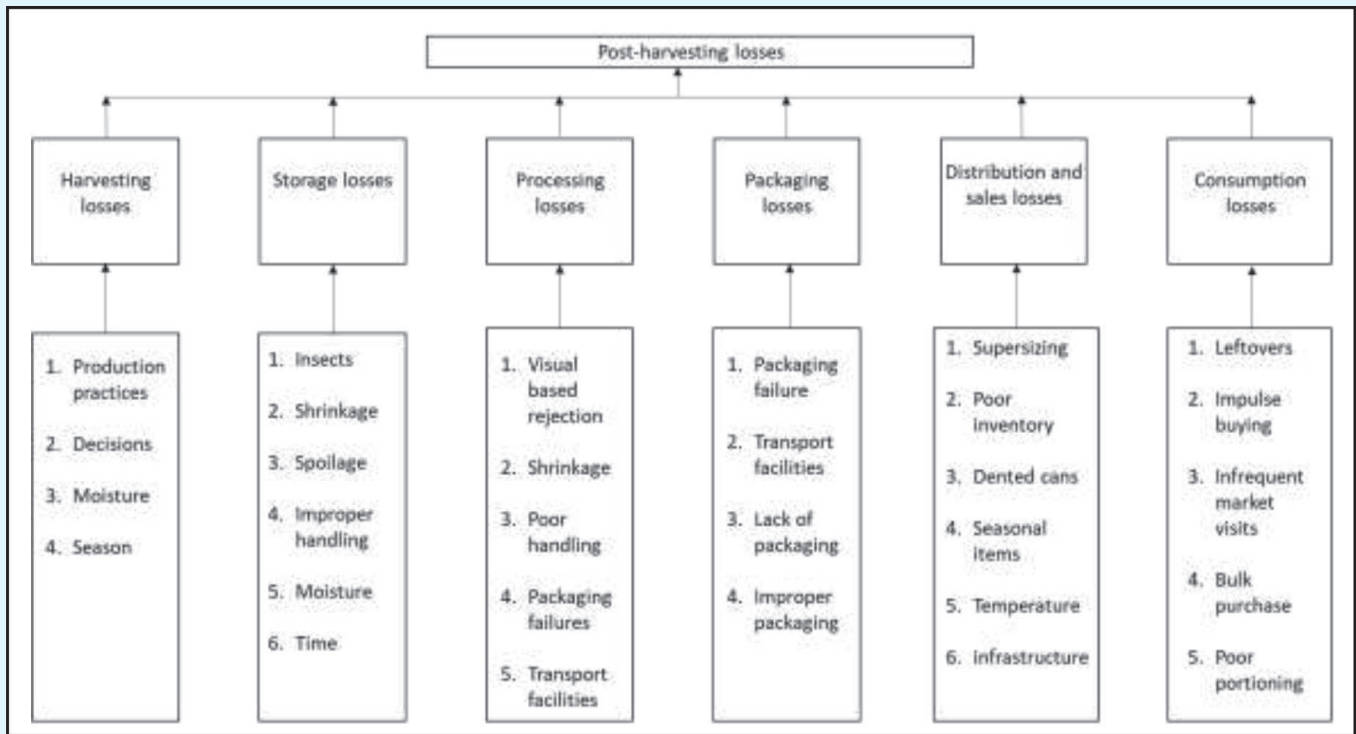 Post-harvesting losses
Harvesting
losses
Storage losses
Processing
losses
Packaging
losses
Distribution and
sales losses
Consumption
losses
1. Production
practices
2. Decisions
3. Moisture
4. Season
1. Insects
2. Shrinkage
3. Spoilage
4. Improper
handling
5. Moisture
6. Time
1. Visual
based
rejection
2. Shrinkage
3. Poor
handling
4. Packaging
failures
5. Transport
facilities
1. Packaging
failure
2. Transport
facilities
3. Lack of
packaging
4. Improper
packaging
1. Supersizing
2. Poor
inventory
3. Dented cans
4. Seasonal
items
5. Temperature
6. Infrastructure
1. Leftovers
2. Impulse
buying
3. Infrequent
market
visits
4. Bulk
purchase
5. Poor
portioning